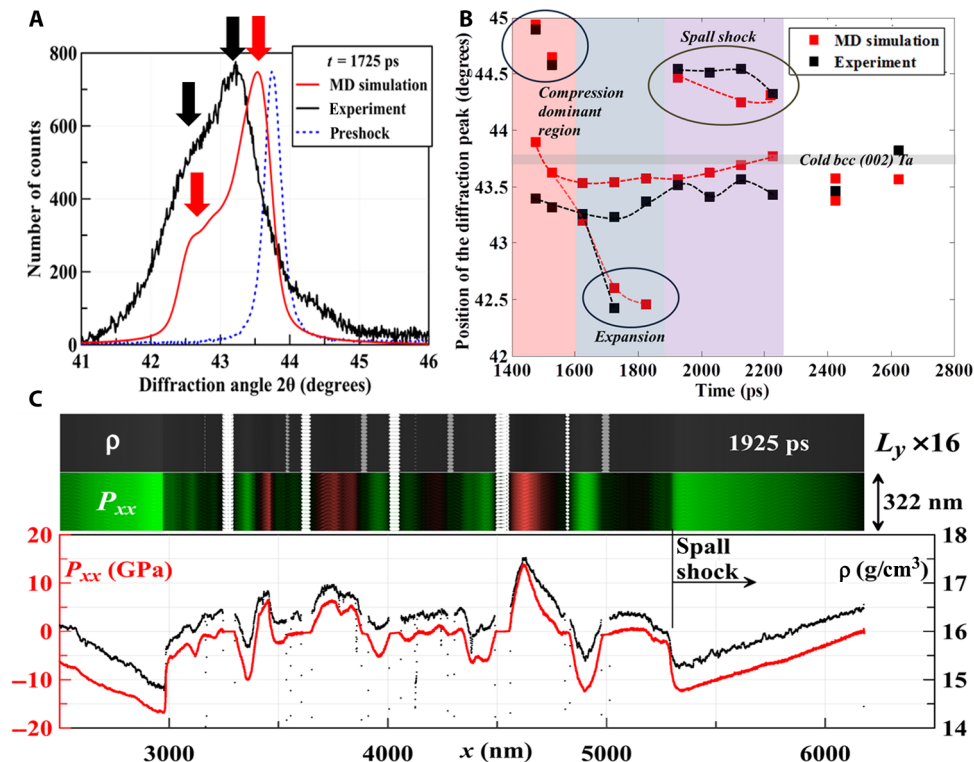 A
Number of counts
800
700
600
500
400
300
200
100
0
41 42 43 44 45 46
Diffraction angle 2θ (degrees)
t = 1725 ps
MD simulation
Experiment
Preshock
B
Position of the diffraction peak (degrees)
45
44.5
44
43.5
43
42.5
42
1400 1600 1800 2000 2200 2400 2600 2800
Time (ps)
Spall shock
MD simulation
Experiment
Compression
dominant
region
Cold bcc (002) Ta
Expansion
C
ρ
1925 ps
Ly ×16
Pxx
322 nm
20
10
0
−10
−20
Pxx (GPa)
Spall
shock
ρ (g/cm³)
18
17
16
15
14
3000 4000 5000 6000
x (nm)